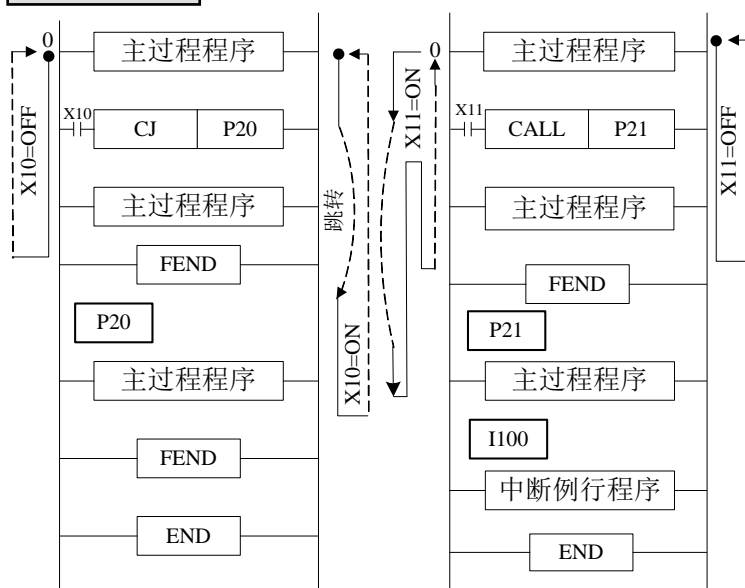 0
主过程程序
X10
CJ
P20
主过程程序
FEND
P20
主过程程序
FEND
END
X10=OFF
跳转
X10=ON
X11=ON
0
主过程程序
X11
CALL
P21
主过程程序
FEND
P21
主过程程序
I100
中断例行程序
END
X11=OFF